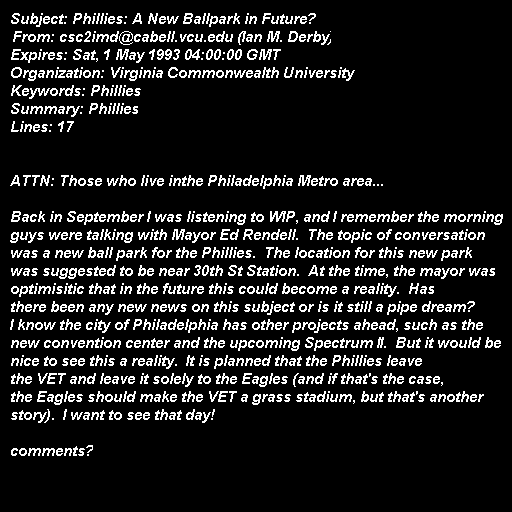 Subject: Phillies: A New Ballpark in Future?
From: csc2imd@cabell.vcu.edu (Ian M. Derby)
Expires: Sat, 1 May 1993 04:00:00 GMT
Organization: Virginia Commonwealth University
Keywords: Phillies
Summary: Phillies
Lines: 17
ATTN: Those who live inthe Philadelphia Metro area...
Back in September I was listening to WIP, and I remember the morning
guys were talking with Mayor Ed Rendell.  The topic of conversation
was a new ball park for the Phillies.  The location for this new park
was suggested to be near 30th St Station.  At the time, the mayor was
optimisitic that in the future this could become a reality.  Has
there been any new news on this subject or is it still a pipe dream?
I know the city of Philadelphia has other projects ahead, such as the
new convention center and the upcoming Spectrum II.  But it would be
nice to see this a reality.  It is planned that the Phillies leave
the VET and leave it solely to the Eagles (and if that's the case,
the Eagles should make the VET a grass stadium, but that's another
story).  I want to see that day!
comments?